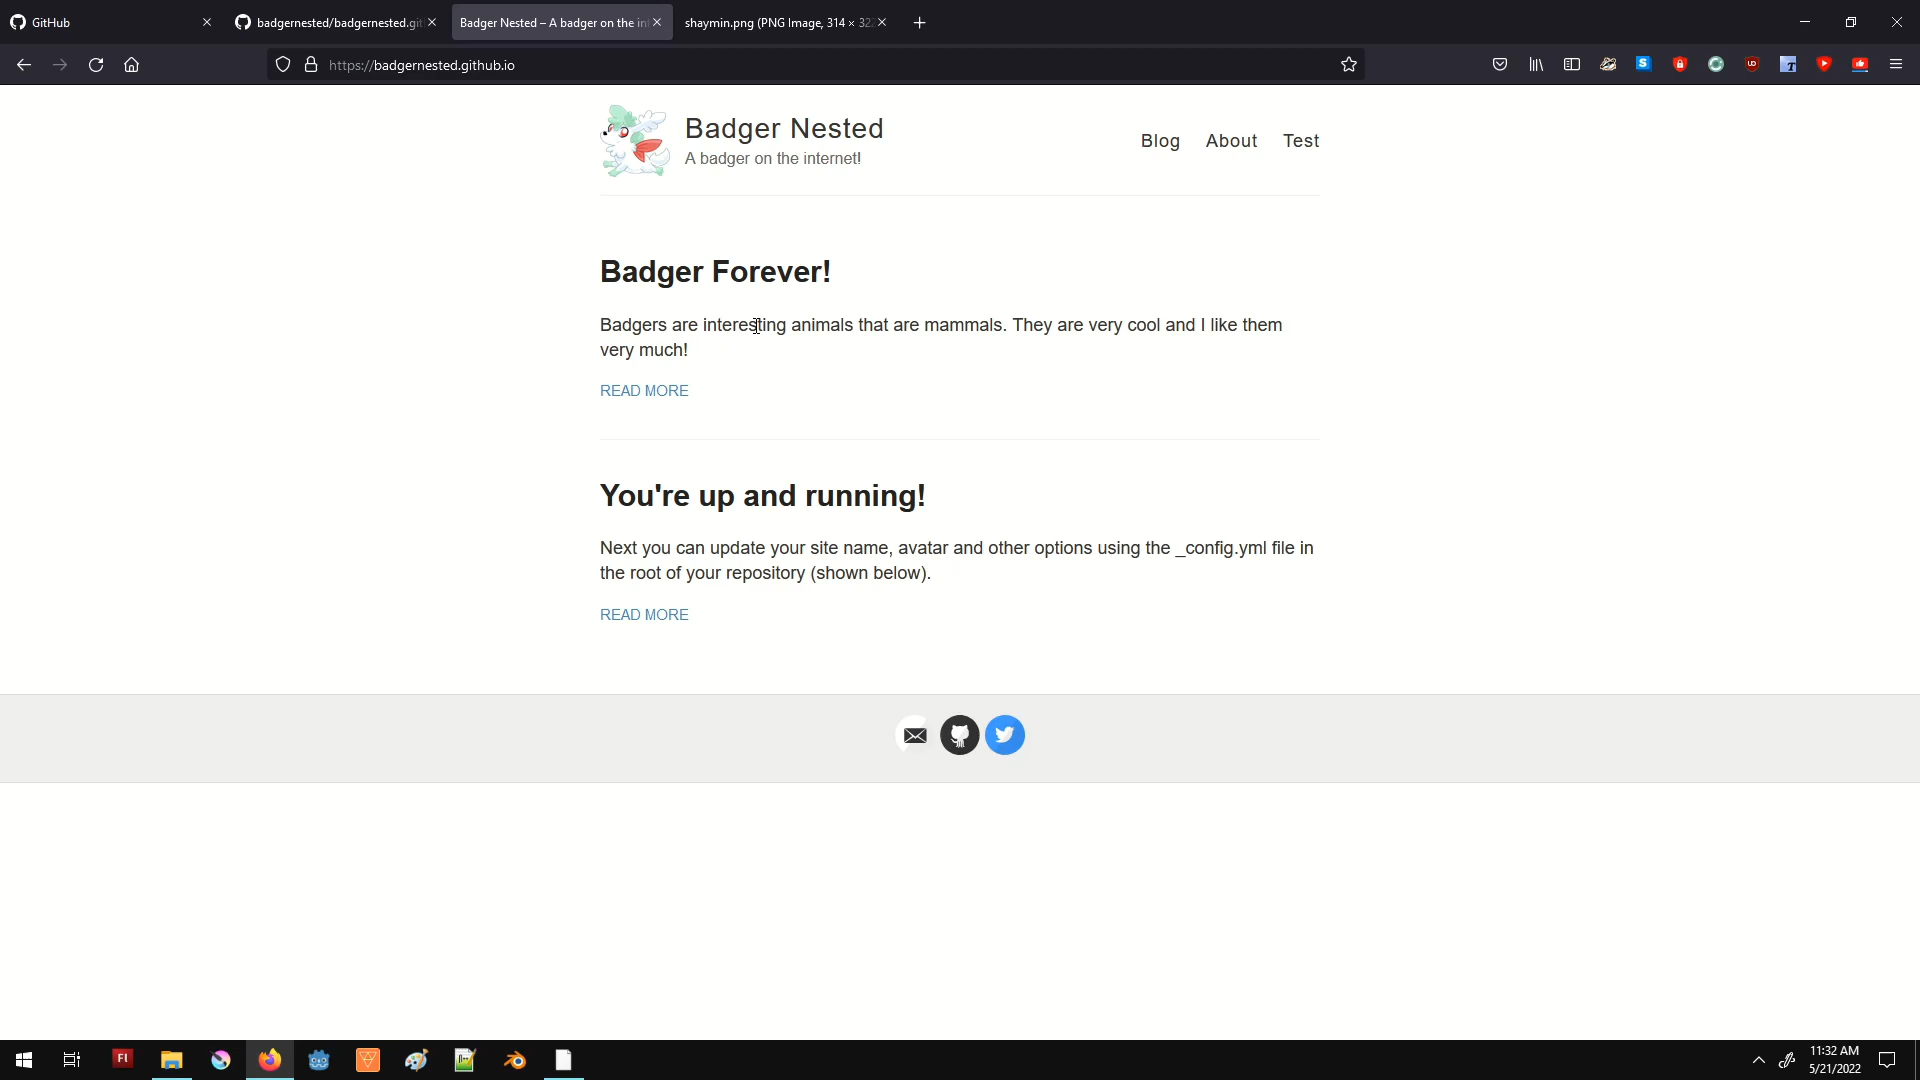 GitHub
badgernested/badgernested.git
Badger Nested – A badger on the in
shaymin.png (PNG Image, 314 × 322
https://badgernested.github.io
Badger Nested
A badger on the internet!
Blog About Test
Badger Forever!
Badgers are interesting animals that are mammals. They are very cool and I like them
very much!
READ MORE
You're up and running!
Next you can update your site name, avatar and other options using the _config.yml file in
the root of your repository (shown below).
READ MORE
11:32 AM
5/21/2022